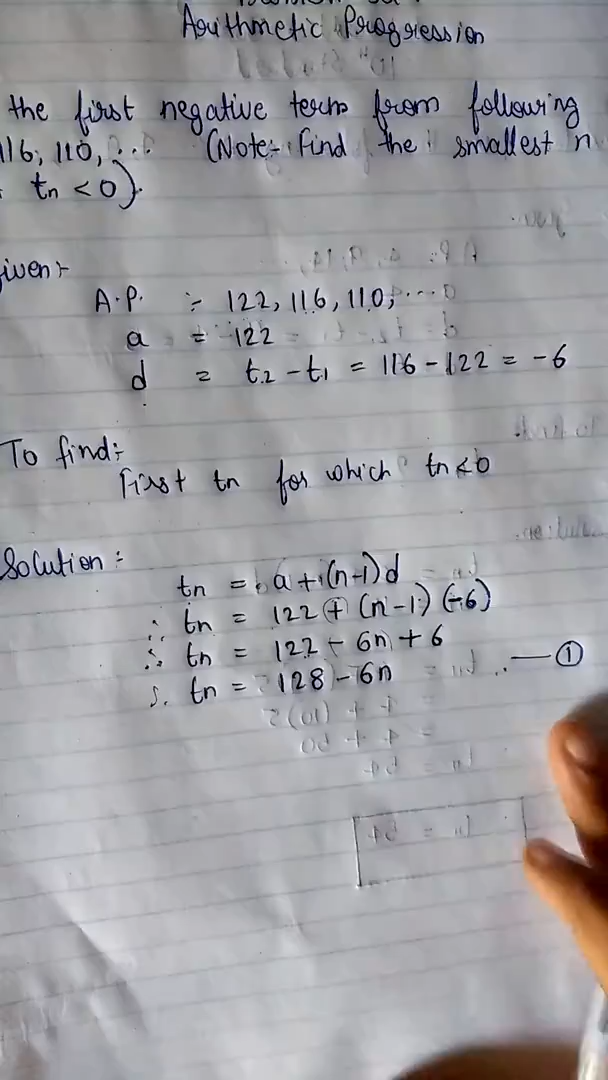 Arithmetic Progression
the first negative term from following
116, 110, ... (Note:- Find the smallest n
tn < 0).
given:-
A.P. :- 122, 116, 110, ...
a = 122
d = t2 - t1 = 116 - 122 = -6
To find:-
First tn for which tn < 0
Solution:-
tn = a + (n-1)d
∴ tn = 122 + (n-1)(-6)
∴ tn = 122 - 6n + 6
∴ tn = 128 - 6n —①